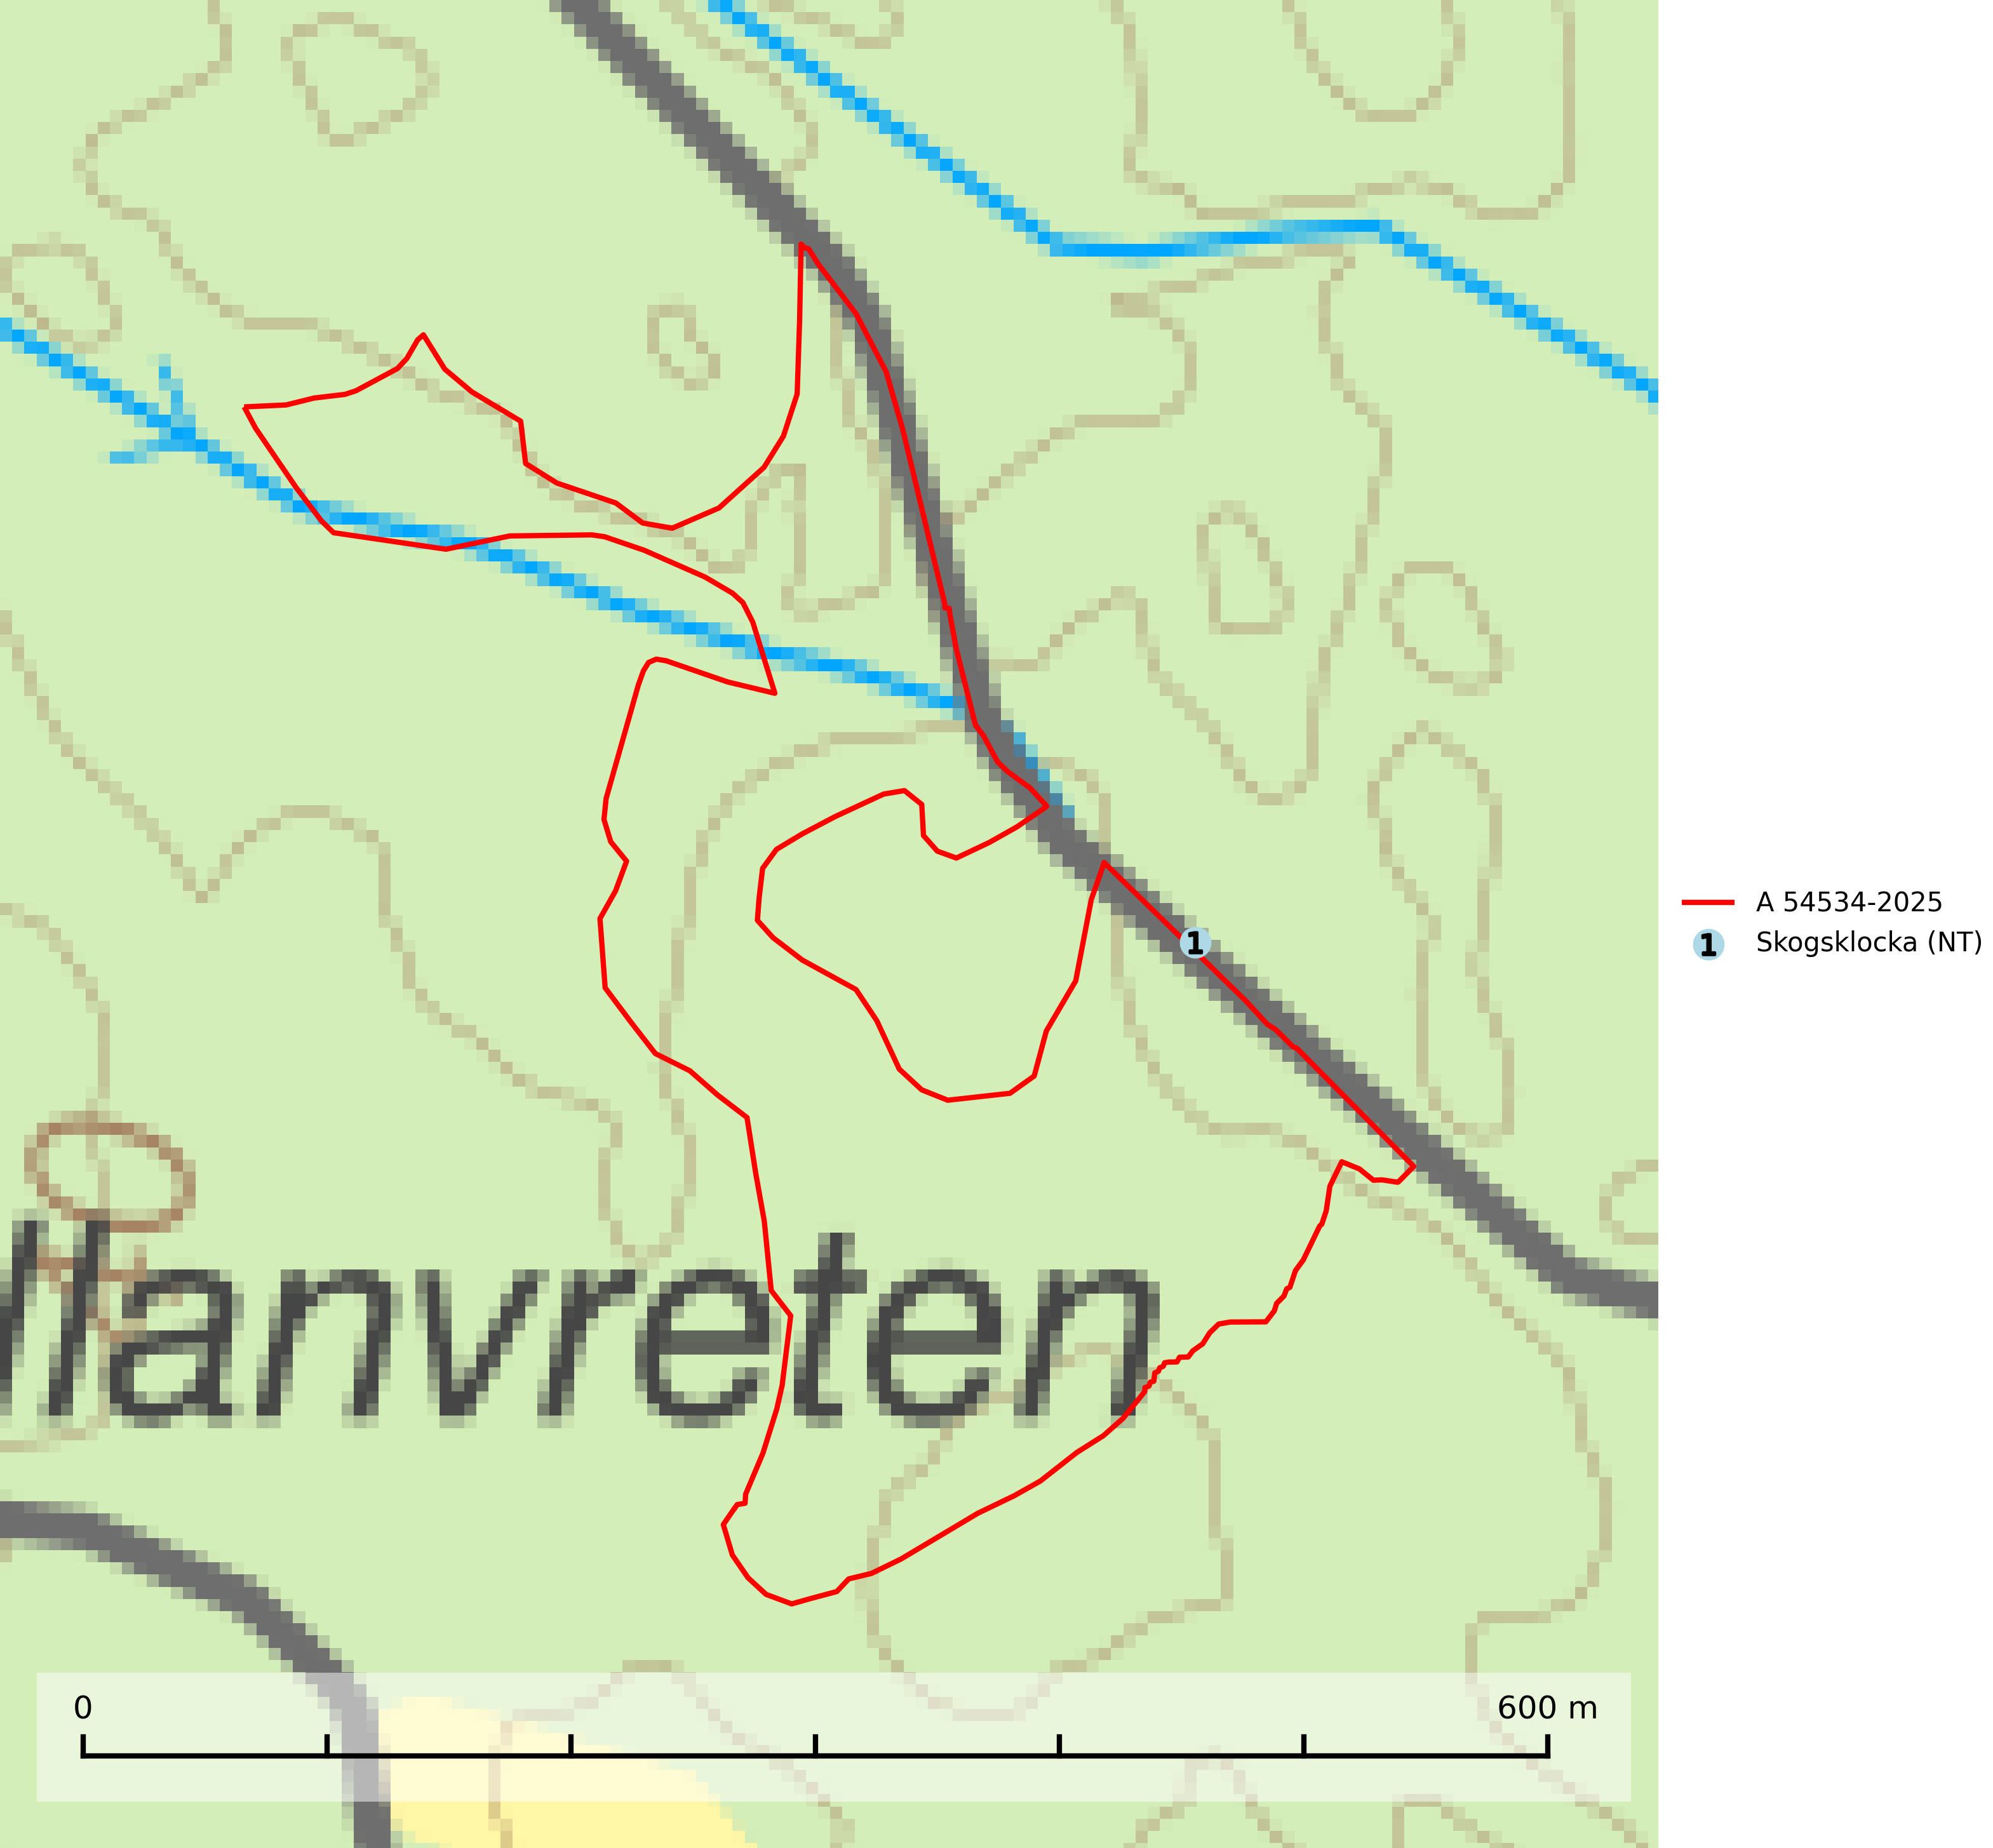 A 54534-2025
1 Skogsklocka (NT)
1
llanvreten
0 600 m